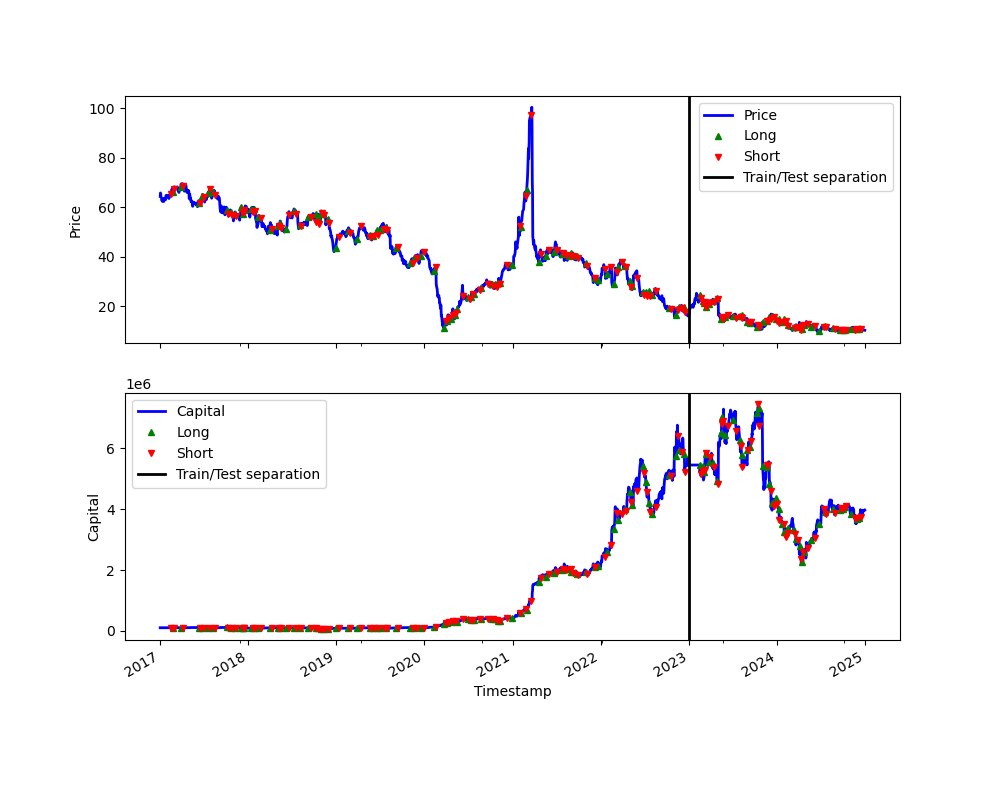 100
80
60
40
20
Price
Price
Long
Short
Train/Test separation
1e6
6
4
2
0
Capital
Capital
Long
Short
Train/Test separation
2017
2018
2019
2020
2021
2022
2023
2024
2025
Timestamp